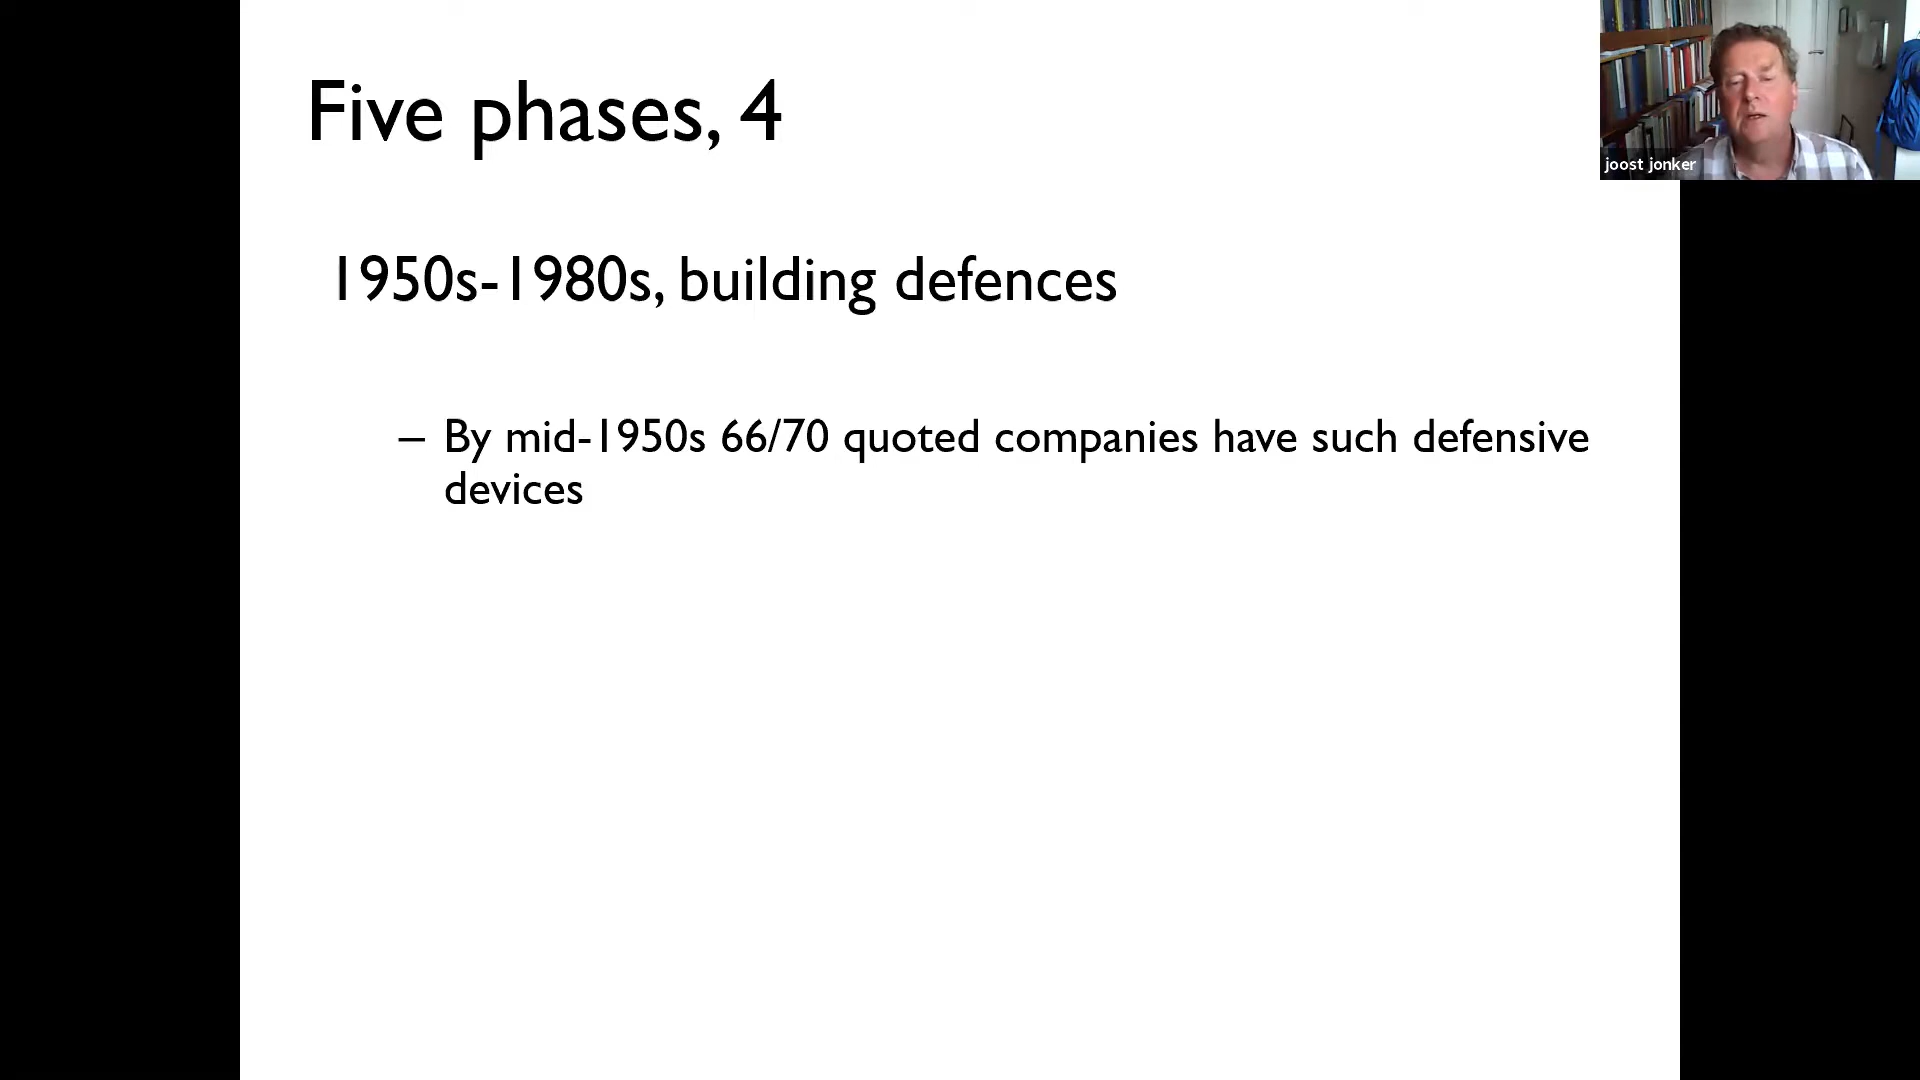 Five phases, 4
joost jonker
1950s-1980s, building defences
– By mid-1950s 66/70 quoted companies have such defensive
devices